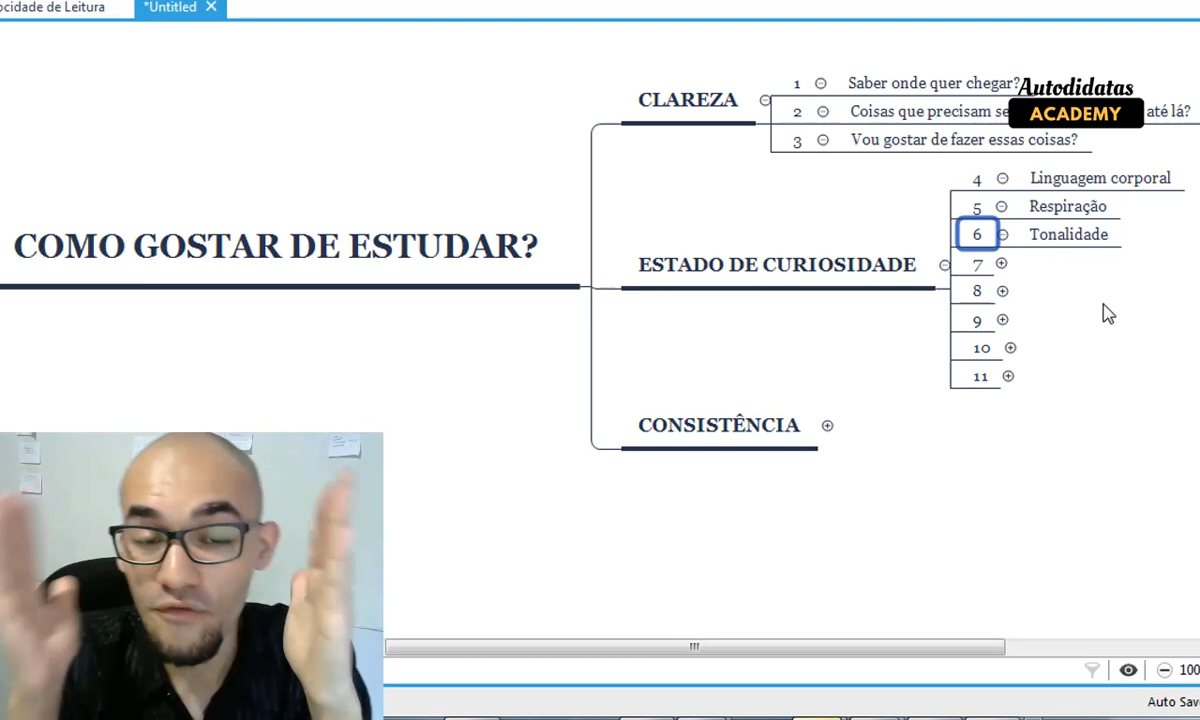 ocidade de Leitura
*Untitled
COMO GOSTAR DE ESTUDAR?
CLAREZA
1 Saber onde quer chegar?
2 Coisas que precisam se até lá?
3 Vou gostar de fazer essas coisas?
Autodidatas
ACADEMY
ESTADO DE CURIOSIDADE
4 Linguagem corporal
5 Respiração
6 Tonalidade
7
8
9
10
11
CONSISTÊNCIA
100
Auto Sav